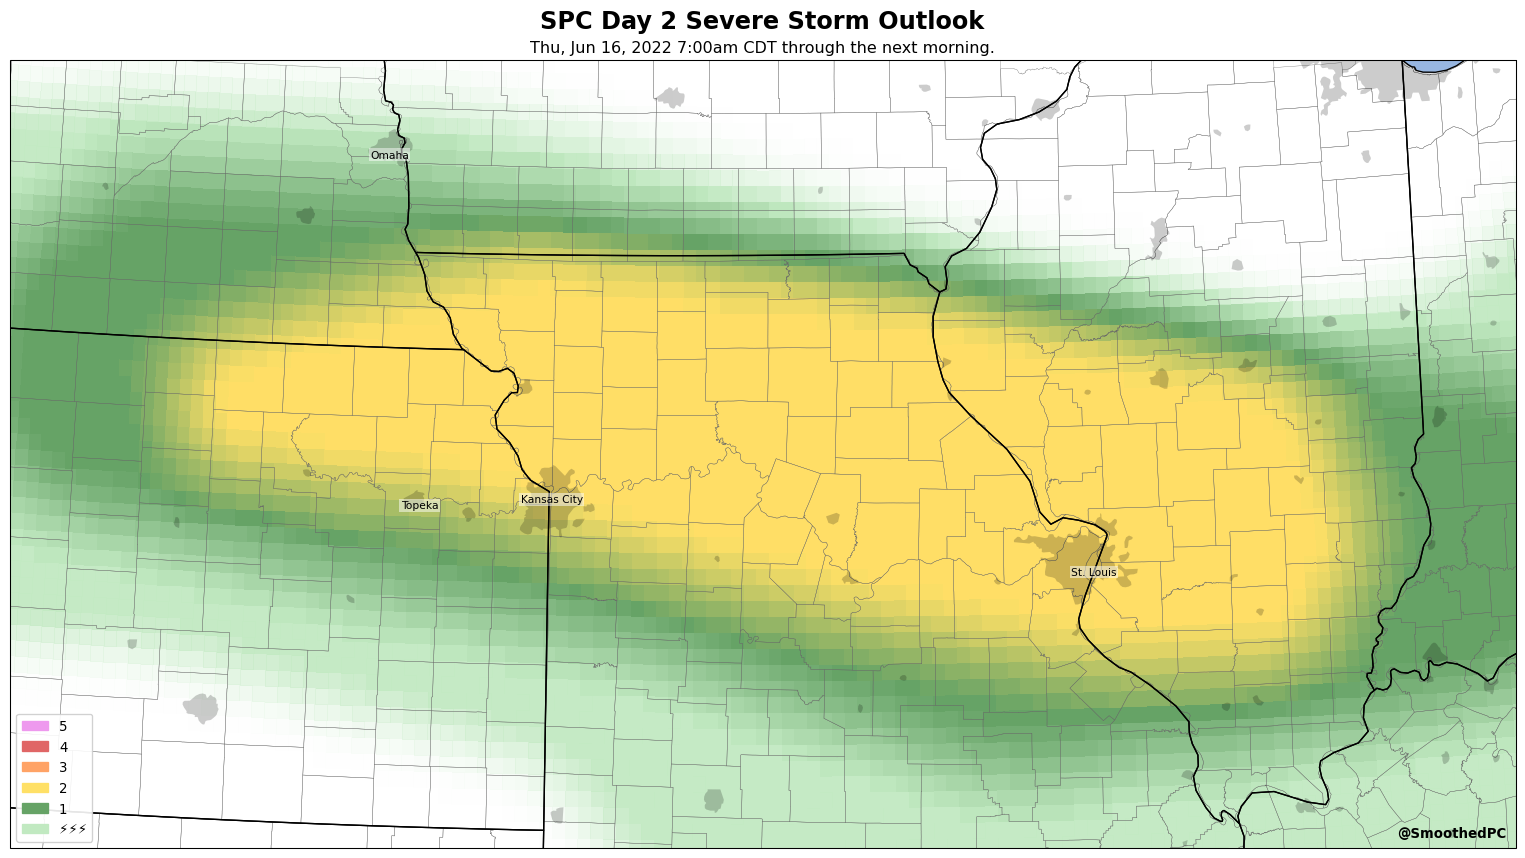 SPC Day 2 Severe Storm Outlook
Thu, Jun 16, 2022 7:00am CDT through the next morning.
Omaha
Topeka
Kansas City
St. Louis
5
4
3
2
1
⚡⚡⚡
@SmoothedPC